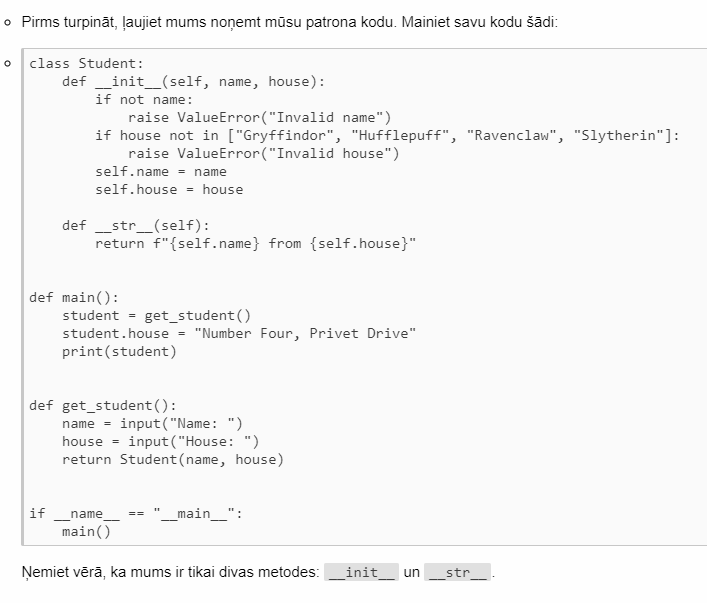 Pirms turpināt, ļaujiet mums noņemt mūsu patrona kodu. Mainiet savu kodu šādi:
class Student:
    def __init__(self, name, house):
        if not name:
            raise ValueError("Invalid name")
        if house not in ["Gryffindor", "Hufflepuff", "Ravenclaw", "Slytherin"]:
            raise ValueError("Invalid house")
        self.name = name
        self.house = house

    def __str__(self):
        return f"{self.name} from {self.house}"


def main():
    student = get_student()
    student.house = "Number Four, Privet Drive"
    print(student)


def get_student():
    name = input("Name: ")
    house = input("House: ")
    return Student(name, house)


if __name__ == "__main__":
    main()
Ņemiet vērā, ka mums ir tikai divas metodes: __init__ un __str__.